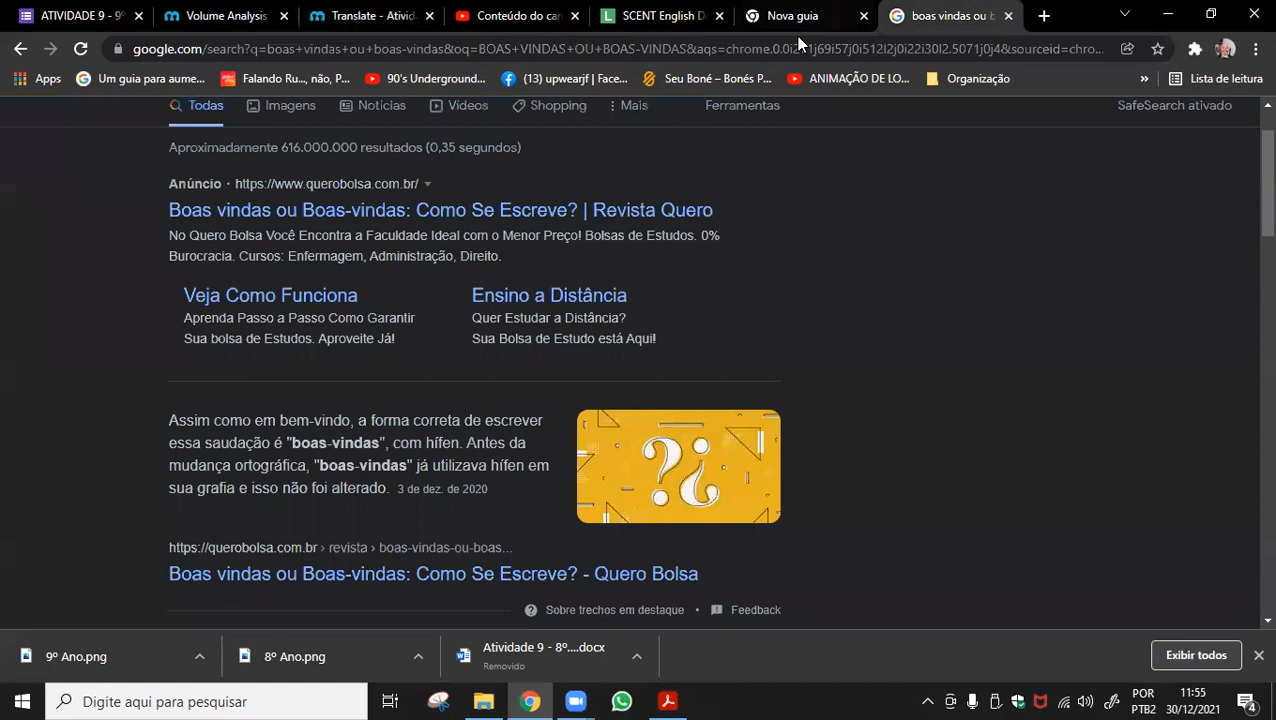 ATIVIDADE 9 - 9º
Volume Analysis
Translate - Ativid
Conteúdo do can
SCENT English D
Nova guia
boas vindas ou b
google.com/search?q=boas+vindas+ou+boas-vindas&oq=BOAS+VINDAS+OU+BOAS-VINDAS&aqs=chrome.0.0i2 1j69i57j0i512l2j0i22i30l2.5071j0j4&sourceid=chro...
Apps
Um guia para aume...
Falando Ru...não, P...
90's Underground...
(13) upwearjf | Face...
Seu Boné – Bonés P...
ANIMAÇÃO DE LO...
Organização
»
Lista de leitura
Todas
Imagens
Notícias
Vídeos
Shopping
Mais
Ferramentas
SafeSearch ativado
Aproximadamente 616.000.000 resultados (0,35 segundos)
Anúncio · https://www.querobolsa.com.br/
Boas vindas ou Boas-vindas: Como Se Escreve? | Revista Quero
No Quero Bolsa Você Encontra a Faculdade Ideal com o Menor Preço! Bolsas de Estudos. 0%
Burocracia. Cursos: Enfermagem, Administração, Direito.
Veja Como Funciona
Aprenda Passo a Passo Como Garantir
Sua bolsa de Estudos. Aproveite Já!
Ensino a Distância
Quer Estudar a Distância?
Sua Bolsa de Estudo está Aqui!
Assim como em bem-vindo, a forma correta de escrever
essa saudação é "boas-vindas", com hífen. Antes da
mudança ortográfica, "boas-vindas" já utilizava hífen em
sua grafia e isso não foi alterado. 3 de dez. de 2020
https://querobolsa.com.br › revista › boas-vindas-ou-boas...
Boas vindas ou Boas-vindas: Como Se Escreve? - Quero Bolsa
Sobre trechos em destaque
•
Feedback
9º Ano.png
8º Ano.png
Atividade 9 - 8º....docx
Removido
Exibir todos
Digite aqui para pesquisar
POR
PTB2
11:55
30/12/2021
4